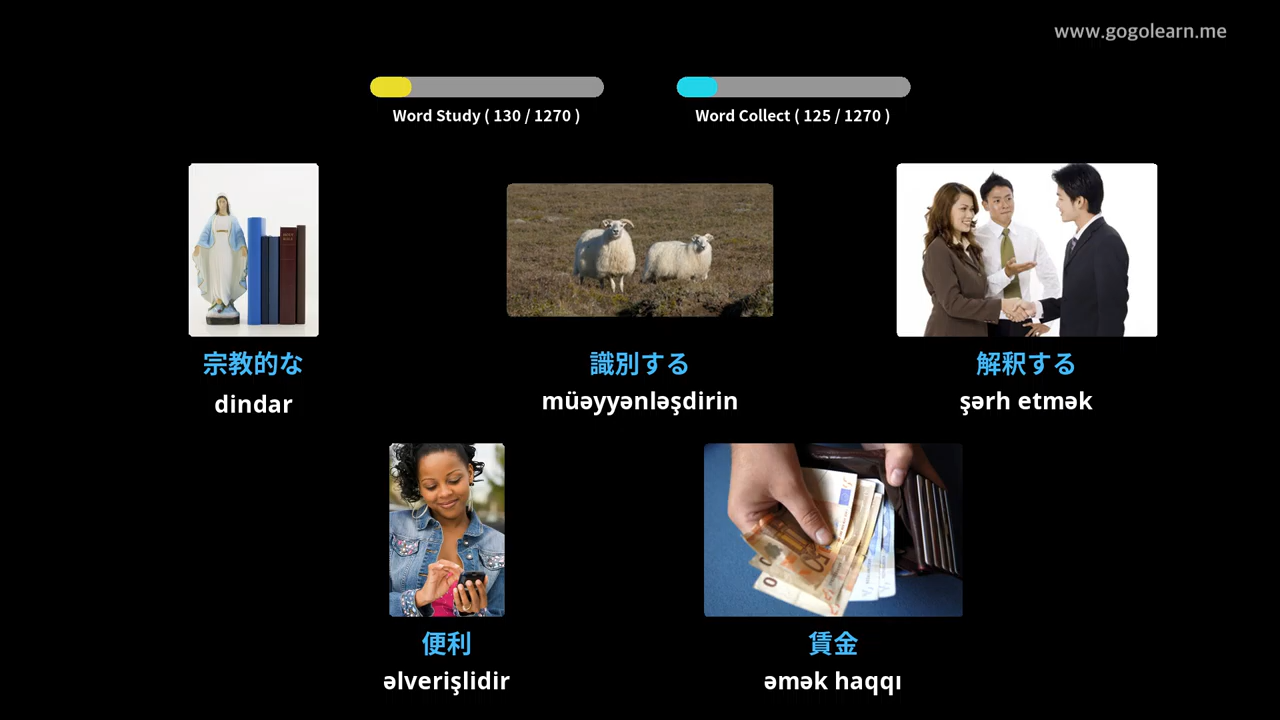 www.gogolearn.me
Word Study ( 130 / 1270 )
Word Collect ( 125 / 1270 )
宗教的な
dindar
識別する
müəyyənləşdirin
解釈する
şərh etmək
便利
əlverişlidir
賃金
əmək haqqı